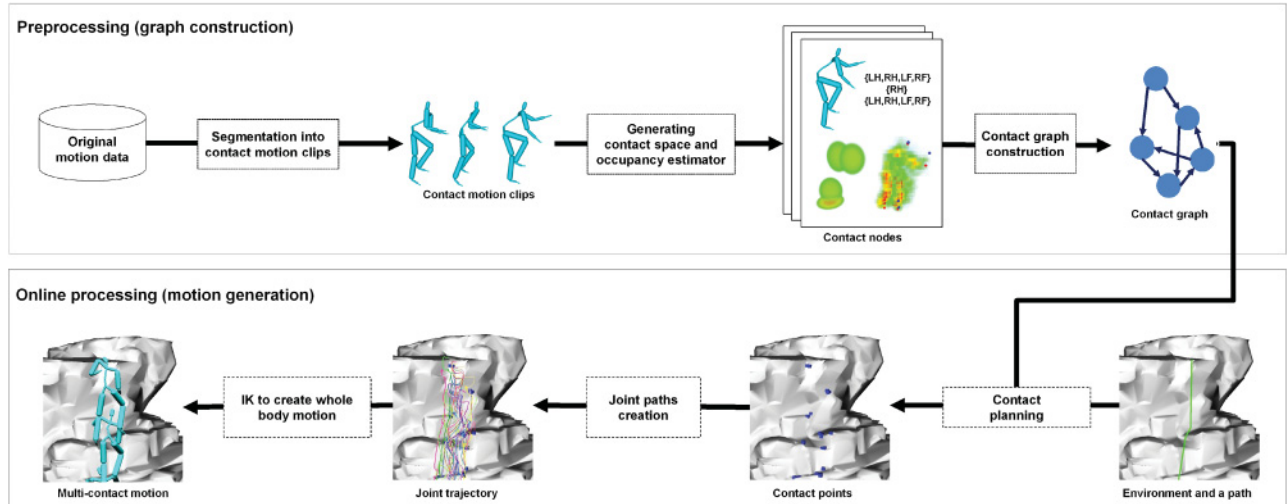 Preprocessing (graph construction)
Original
motion data
Segmentation into
contact motion clips
Contact motion clips
Generating
contact space and
occupancy estimator
{LH,RH,LF,RF}
{RH}
{LH,RH,LF,RF}
Contact nodes
Contact graph
construction
Contact graph
Online processing (motion generation)
Multi-contact motion
IK to create whole
body motion
Joint trajectory
Joint paths
creation
Contact points
Contact
planning
Environment and a path